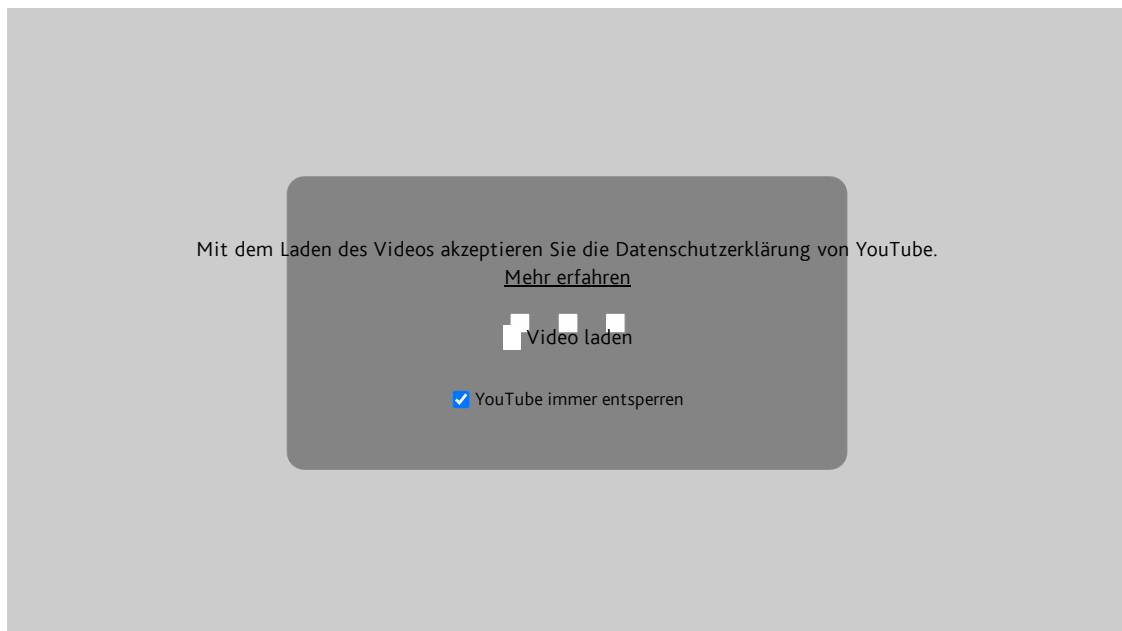 Mit dem Laden des Videos akzeptieren Sie die Datenschutzerklärung von YouTube.
Mehr erfahren
Video laden
YouTube immer entsperren